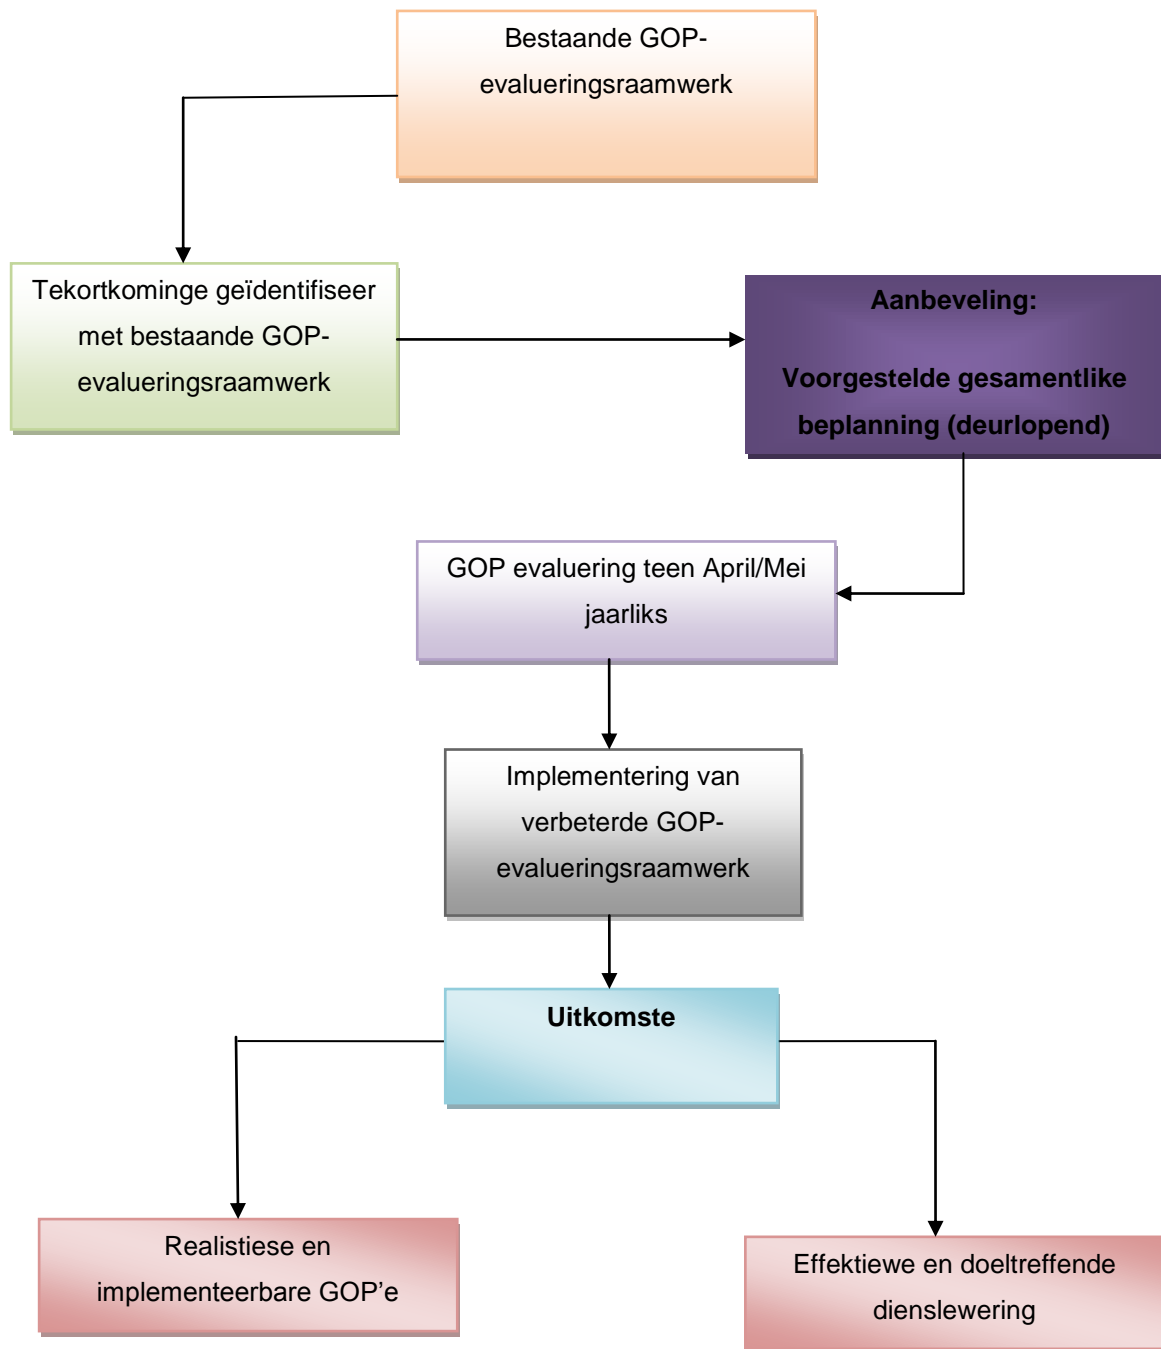 Bestaande GOP-
evalueringsraamwerk
Tekortkominge geïdentifiseer
met bestaande GOP-
evalueringsraamwerk
Aanbeveling:
Voorgestelde gesamentlike
beplanning (deurlopend)
GOP evaluering teen April/Mei
jaarliks
Implementering van
verbeterde GOP-
evalueringsraamwerk
Uitkomste
Realistiese en
implementeerbare GOP’e
Effektiewe en doeltreffende
dienslewering